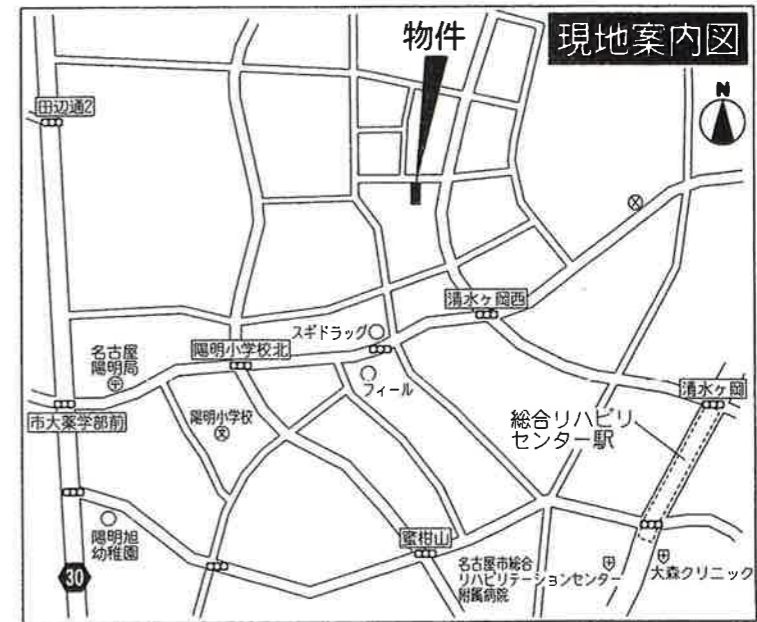 現地案内図
物件
N
田辺通2
清水ヶ岡西
スギドラッグ
陽明小学校北
名古屋
陽明局
フィール
清水ヶ岡
市大薬学部前
陽明小学校
総合リハビリ
センター駅
陽明旭
幼稚園
蜜柑山
30
名古屋市総合
リハビリテーションセンター
附属病院
大森クリニック